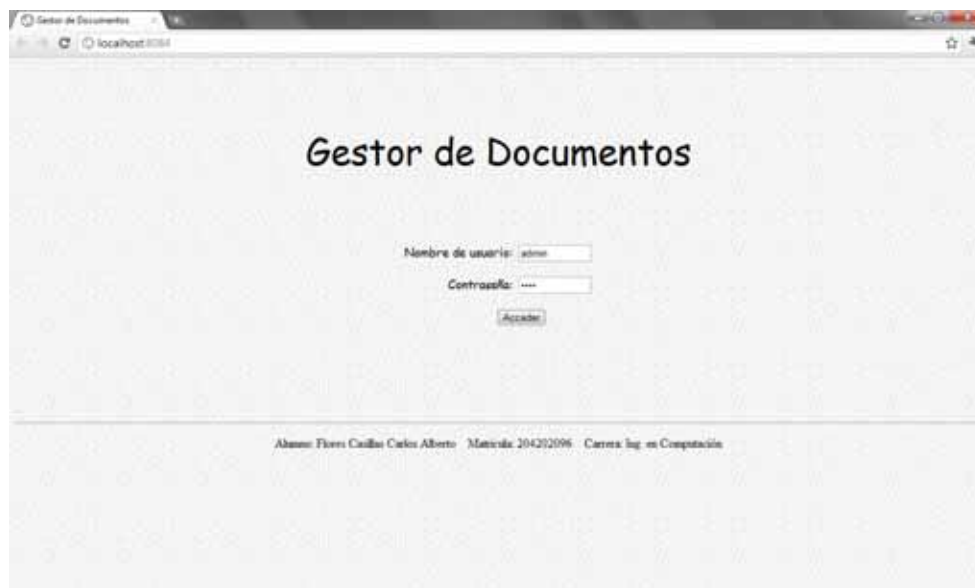 Gestor de Documentos
localhost:8084
Gestor de Documentos
Nombre de usuario: admin
Contraseña: ••••
Acceder
Alumno: Flores Casillas Carlos Alberto Matrícula: 204202096 Carrera: Ing. en Computación